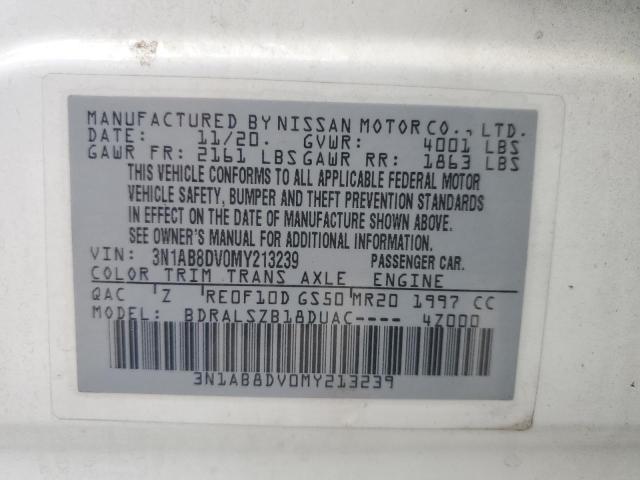 MANUFACTURED BY NISSAN MOTOR CO., LTD.
DATE: 11/20. GVWR: 4001 LBS
GAWR FR: 2161 LBS GAWR RR: 1863 LBS
THIS VEHICLE CONFORMS TO ALL APPLICABLE FEDERAL MOTOR
VEHICLE SAFETY, BUMPER AND THEFT PREVENTION STANDARDS
IN EFFECT ON THE DATE OF MANUFACTURE SHOWN ABOVE.
SEE OWNER'S MANUAL FOR ADDITIONAL INFORMATION.
VIN: 3N1AB8DV0MY213239 PASSENGER CAR.
COLOR TRIM TRANS AXLE ENGINE
QAC Z RE0F10D GS50 MR20 1997 CC
MODEL: BDRALSZB18DUAC---- 4Z000
3N1AB8DV0MY213239